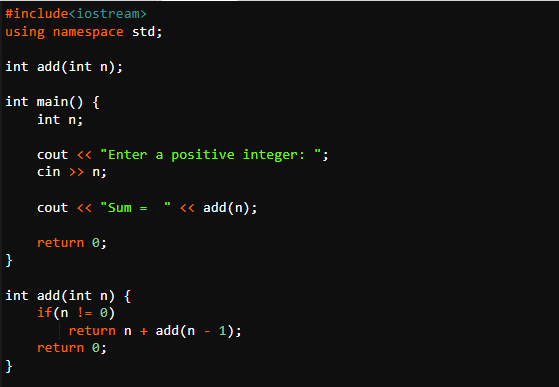 #include<iostream>
using namespace std;
int add(int n);
int main() {
int n;
cout << "Enter a positive integer: ";
cin >> n;
cout << "Sum =  " << add(n);
return 0;
}
int add(int n) {
if(n != 0)
return n + add(n - 1);
return 0;
}